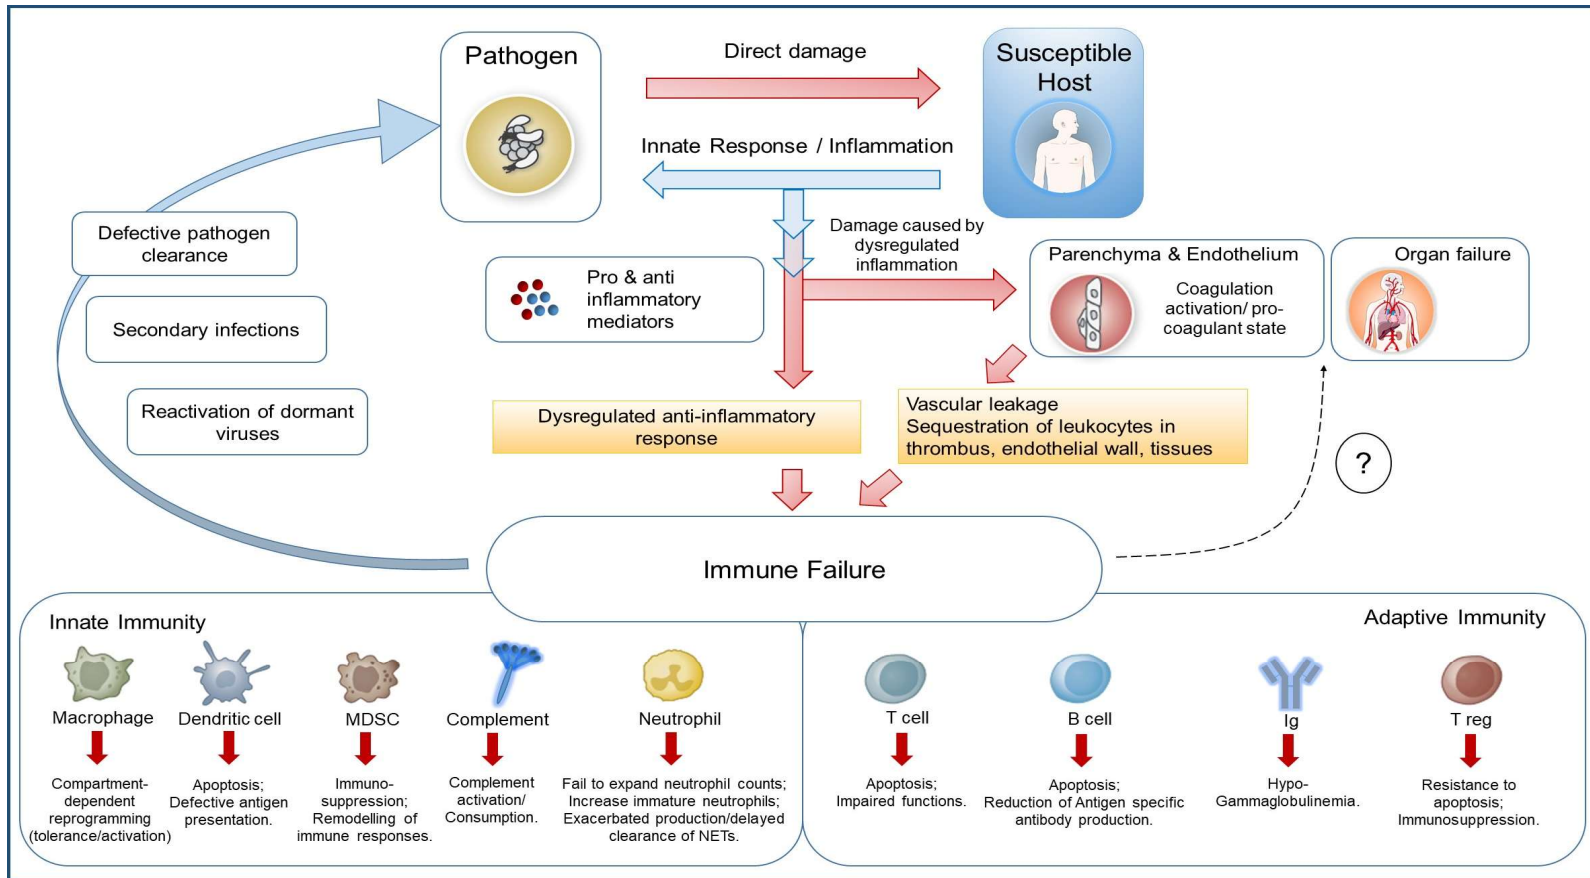 Pathogen
Direct damage
Susceptible
Host
Innate Response / Inflammation
Defective pathogen
clearance
Secondary infections
Reactivation of dormant
viruses
Pro & anti
inflammatory
mediators
Damage caused by
dysregulated
inflammation
Parenchyma & Endothelium
Coagulation
activation/ pro-
coagulant state
Organ failure
Dysregulated anti-inflammatory
response
Vascular leakage
Sequestration of leukocytes in
thrombus, endothelial wall, tissues
?
Immune Failure
Innate Immunity
Macrophage
Compartment-
dependent
reprogramming
(tolerance/activation)
Dendritic cell
Apoptosis;
Defective antigen
presentation.
MDSC
Immuno-
suppression;
Remodelling of
immune responses.
Complement
Complement
activation/
Consumption.
Neutrophil
Fail to expand neutrophil counts;
Increase immature neutrophils;
Exacerbated production/delayed
clearance of NETs.
Adaptive Immunity
T cell
Apoptosis;
Impaired functions.
B cell
Apoptosis;
Reduction of Antigen specific
antibody production.
Ig
Hypo-
Gammaglobulinemia.
T reg
Resistance to
apoptosis;
Immunosuppression.